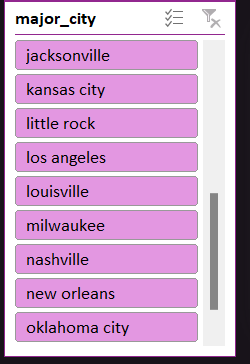 major_city
jacksonville
kansas city
little rock
los angeles
louisville
milwaukee
nashville
new orleans
oklahoma city